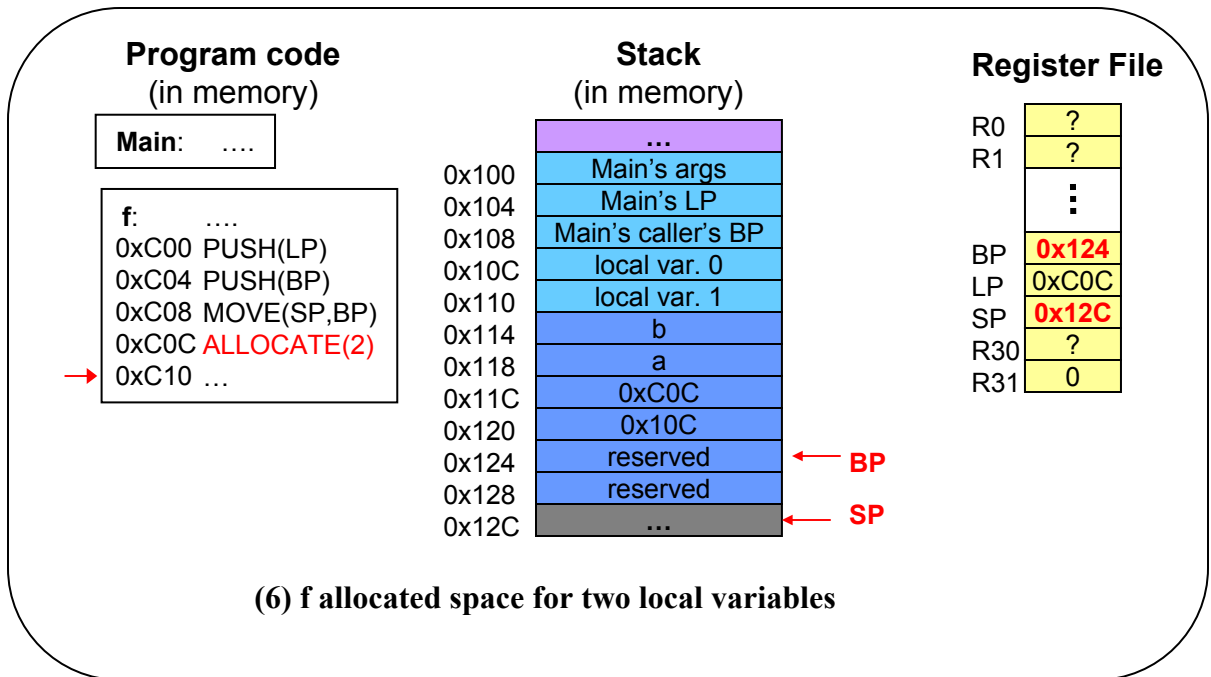 Program code
(in memory)
Main: ....
f: ....
0xC00 PUSH(LP)
0xC04 PUSH(BP)
0xC08 MOVE(SP,BP)
0xC0C ALLOCATE(2)
0xC10 ...
Stack
(in memory)
...
0x100 Main's args
0x104 Main's LP
0x108 Main's caller's BP
0x10C local var. 0
0x110 local var. 1
0x114 b
0x118 a
0x11C 0xC0C
0x120 0x10C
0x124 reserved BP
0x128 reserved
0x12C ... SP
Register File
R0 ?
R1 ?
⋮
BP 0x124
LP 0xC0C
SP 0x12C
R30 ?
R31 0
(6) f allocated space for two local variables